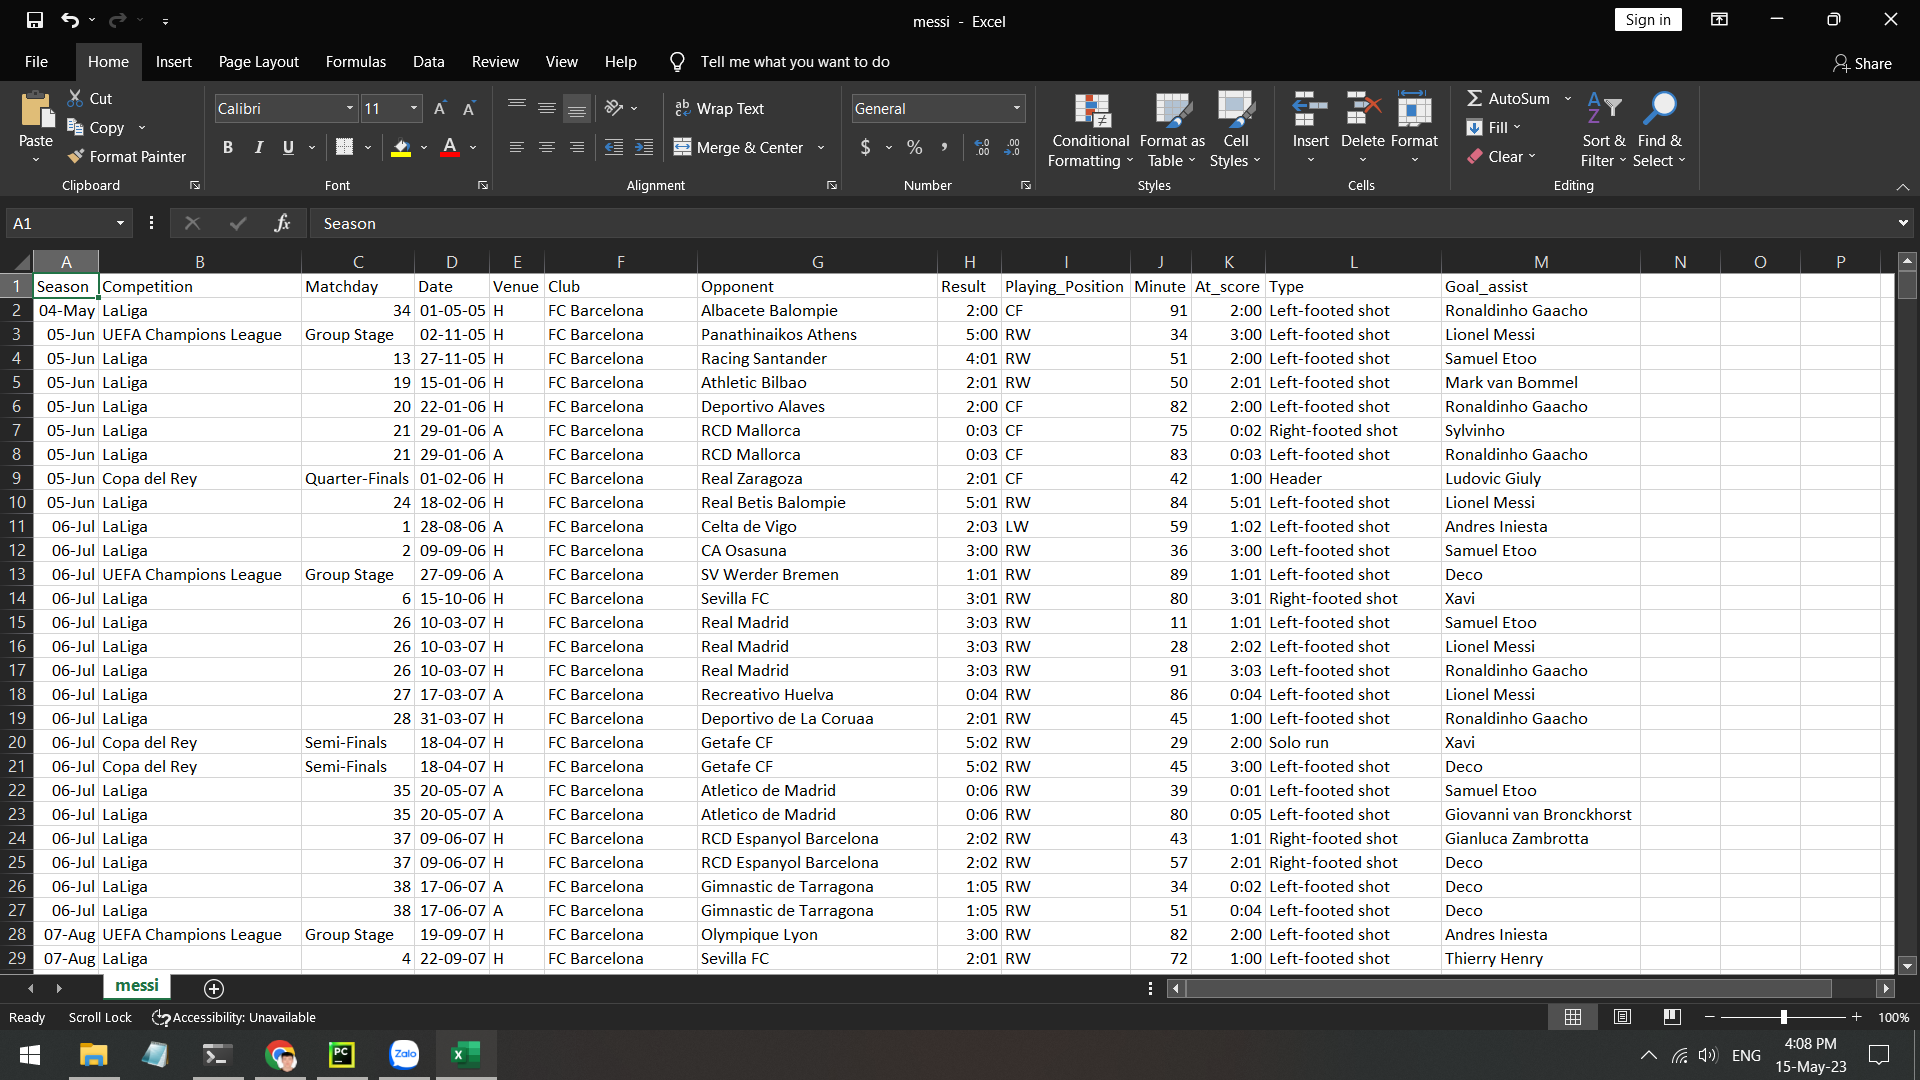 messi - Excel
Sign in
File Home Insert Page Layout Formulas Data Review View Help Tell me what you want to do Share
Paste Cut Copy Format Painter Clipboard
Calibri 11 A A B I U A Font
ab Wrap Text Merge & Center Alignment
General $ % , .00 .00 Number
Conditional Formatting Format as Table Cell Styles Styles
Insert Delete Format Cells
AutoSum Fill Clear Sort & Filter Find & Select Editing
A1 fx Season
A B C D E F G H I J K L M N O P
1 Season Competition Matchday Date Venue Club Opponent Result Playing_Position Minute At_score Type Goal_assist
2 04-May LaLiga 34 01-05-05 H FC Barcelona Albacete Balompie 2:00 CF 91 2:00 Left-footed shot Ronaldinho Gaacho
3 05-Jun UEFA Champions League Group Stage 02-11-05 H FC Barcelona Panathinaikos Athens 5:00 RW 34 3:00 Left-footed shot Lionel Messi
4 05-Jun LaLiga 13 27-11-05 H FC Barcelona Racing Santander 4:01 RW 51 2:00 Left-footed shot Samuel Etoo
5 05-Jun LaLiga 19 15-01-06 H FC Barcelona Athletic Bilbao 2:01 RW 50 2:01 Left-footed shot Mark van Bommel
6 05-Jun LaLiga 20 22-01-06 H FC Barcelona Deportivo Alaves 2:00 CF 82 2:00 Left-footed shot Ronaldinho Gaacho
7 05-Jun LaLiga 21 29-01-06 A FC Barcelona RCD Mallorca 0:03 CF 75 0:02 Right-footed shot Sylvinho
8 05-Jun LaLiga 21 29-01-06 A FC Barcelona RCD Mallorca 0:03 CF 83 0:03 Left-footed shot Ronaldinho Gaacho
9 05-Jun Copa del Rey Quarter-Finals 01-02-06 H FC Barcelona Real Zaragoza 2:01 CF 42 1:00 Header Ludovic Giuly
10 05-Jun LaLiga 24 18-02-06 H FC Barcelona Real Betis Balompie 5:01 RW 84 5:01 Left-footed shot Lionel Messi
11 06-Jul LaLiga 1 28-08-06 A FC Barcelona Celta de Vigo 2:03 LW 59 1:02 Left-footed shot Andres Iniesta
12 06-Jul LaLiga 2 09-09-06 H FC Barcelona CA Osasuna 3:00 RW 36 3:00 Left-footed shot Samuel Etoo
13 06-Jul UEFA Champions League Group Stage 27-09-06 A FC Barcelona SV Werder Bremen 1:01 RW 89 1:01 Left-footed shot Deco
14 06-Jul LaLiga 6 15-10-06 H FC Barcelona Sevilla FC 3:01 RW 80 3:01 Right-footed shot Xavi
15 06-Jul LaLiga 26 10-03-07 H FC Barcelona Real Madrid 3:03 RW 11 1:01 Left-footed shot Samuel Etoo
16 06-Jul LaLiga 26 10-03-07 H FC Barcelona Real Madrid 3:03 RW 28 2:02 Left-footed shot Lionel Messi
17 06-Jul LaLiga 26 10-03-07 H FC Barcelona Real Madrid 3:03 RW 91 3:03 Left-footed shot Ronaldinho Gaacho
18 06-Jul LaLiga 27 17-03-07 A FC Barcelona Recreativo Huelva 0:04 RW 86 0:04 Left-footed shot Lionel Messi
19 06-Jul LaLiga 28 31-03-07 H FC Barcelona Deportivo de La Coruaa 2:01 RW 45 1:00 Left-footed shot Ronaldinho Gaacho
20 06-Jul Copa del Rey Semi-Finals 18-04-07 H FC Barcelona Getafe CF 5:02 RW 29 2:00 Solo run Xavi
21 06-Jul Copa del Rey Semi-Finals 18-04-07 H FC Barcelona Getafe CF 5:02 RW 45 3:00 Left-footed shot Deco
22 06-Jul LaLiga 35 20-05-07 A FC Barcelona Atletico de Madrid 0:06 RW 39 0:01 Left-footed shot Samuel Etoo
23 06-Jul LaLiga 35 20-05-07 A FC Barcelona Atletico de Madrid 0:06 RW 80 0:05 Left-footed shot Giovanni van Bronckhorst
24 06-Jul LaLiga 37 09-06-07 H FC Barcelona RCD Espanyol Barcelona 2:02 RW 43 1:01 Right-footed shot Gianluca Zambrotta
25 06-Jul LaLiga 37 09-06-07 H FC Barcelona RCD Espanyol Barcelona 2:02 RW 57 2:01 Right-footed shot Deco
26 06-Jul LaLiga 38 17-06-07 A FC Barcelona Gimnastic de Tarragona 1:05 RW 34 0:02 Left-footed shot Deco
27 06-Jul LaLiga 38 17-06-07 A FC Barcelona Gimnastic de Tarragona 1:05 RW 51 0:04 Left-footed shot Deco
28 07-Aug UEFA Champions League Group Stage 19-09-07 H FC Barcelona Olympique Lyon 3:00 RW 82 2:00 Left-footed shot Andres Iniesta
29 07-Aug LaLiga 4 22-09-07 H FC Barcelona Sevilla FC 2:01 RW 72 1:00 Left-footed shot Thierry Henry
messi
Ready Scroll Lock Accessibility: Unavailable 100%
PC Zalo ENG 4:08 PM
15-May-23